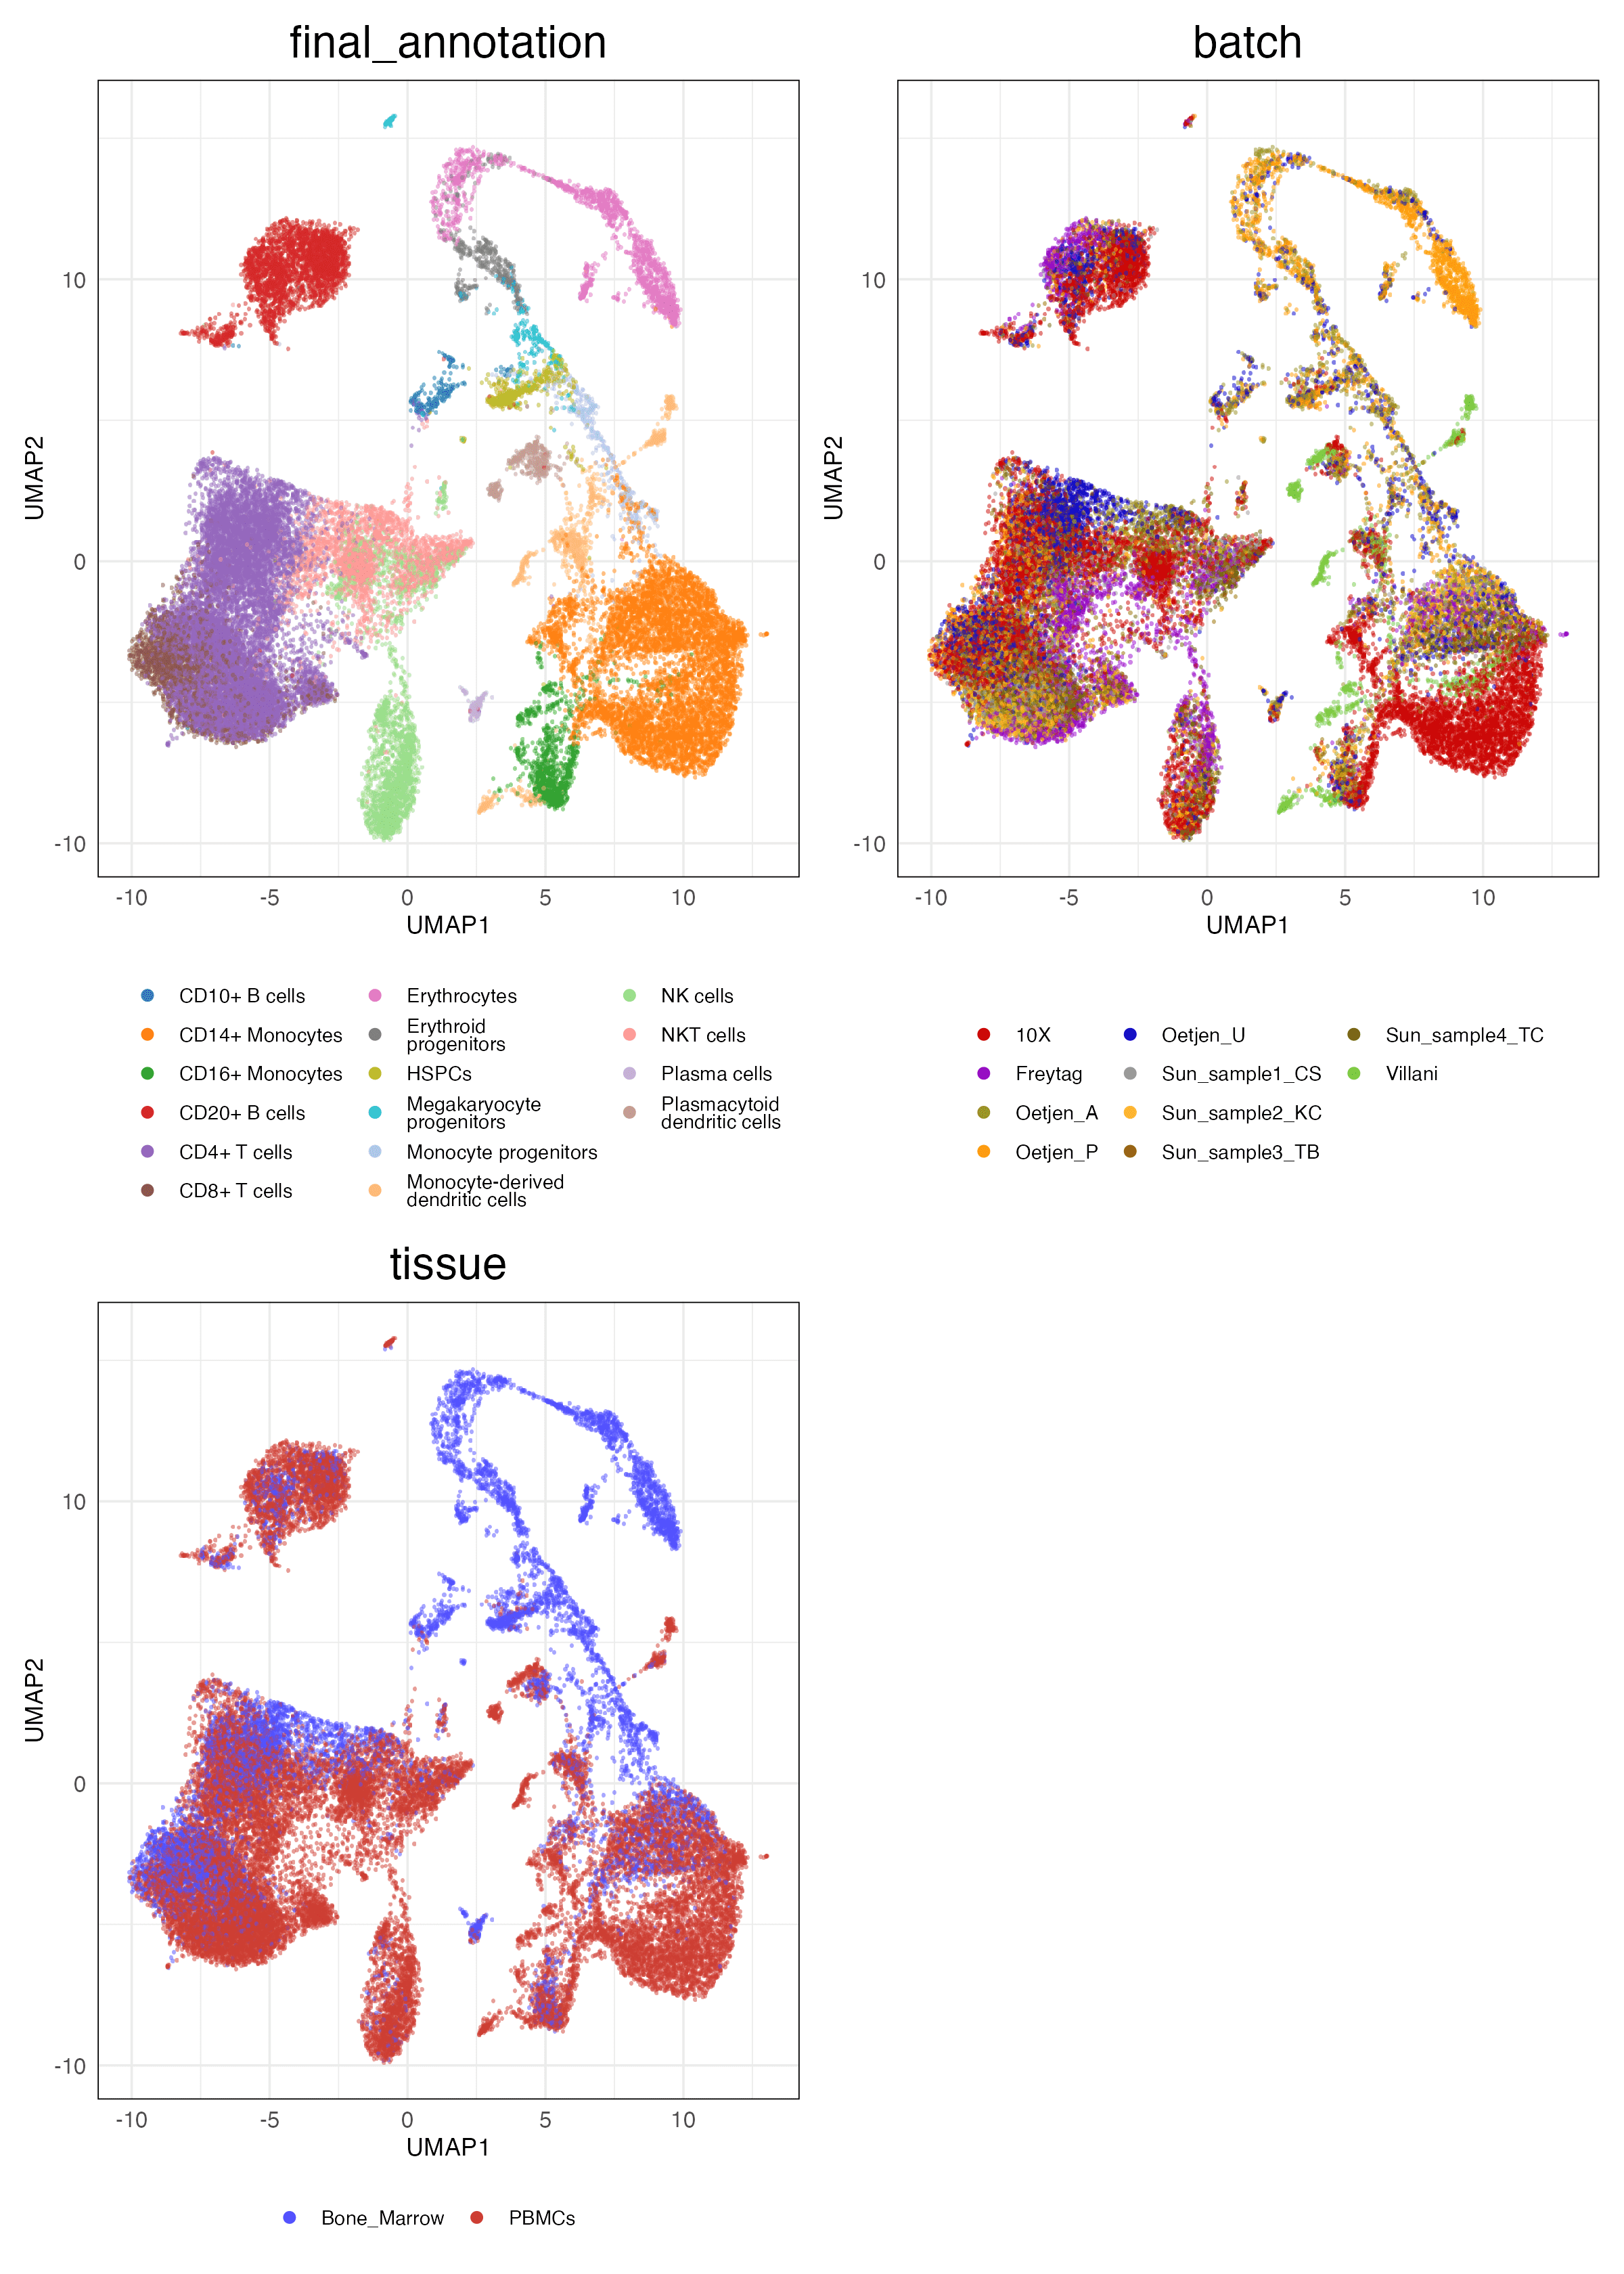 final_annotation
batch
UMAP2
10
0
-10
-10
-5
0
5
10
UMAP1
UMAP2
10
0
-10
-10
-5
0
5
10
UMAP1
CD10+ B cells
CD14+ Monocytes
CD16+ Monocytes
CD20+ B cells
CD4+ T cells
CD8+ T cells
Erythrocytes
Erythroid
progenitors
HSPCs
Megakaryocyte
progenitors
Monocyte progenitors
Monocyte-derived
dendritic cells
NK cells
NKT cells
Plasma cells
Plasmacytoid
dendritic cells
10X
Freytag
Oetjen_A
Oetjen_P
Oetjen_U
Sun_sample1_CS
Sun_sample2_KC
Sun_sample3_TB
Sun_sample4_TC
Villani
tissue
UMAP2
10
0
-10
-10
-5
0
5
10
UMAP1
Bone_Marrow
PBMCs